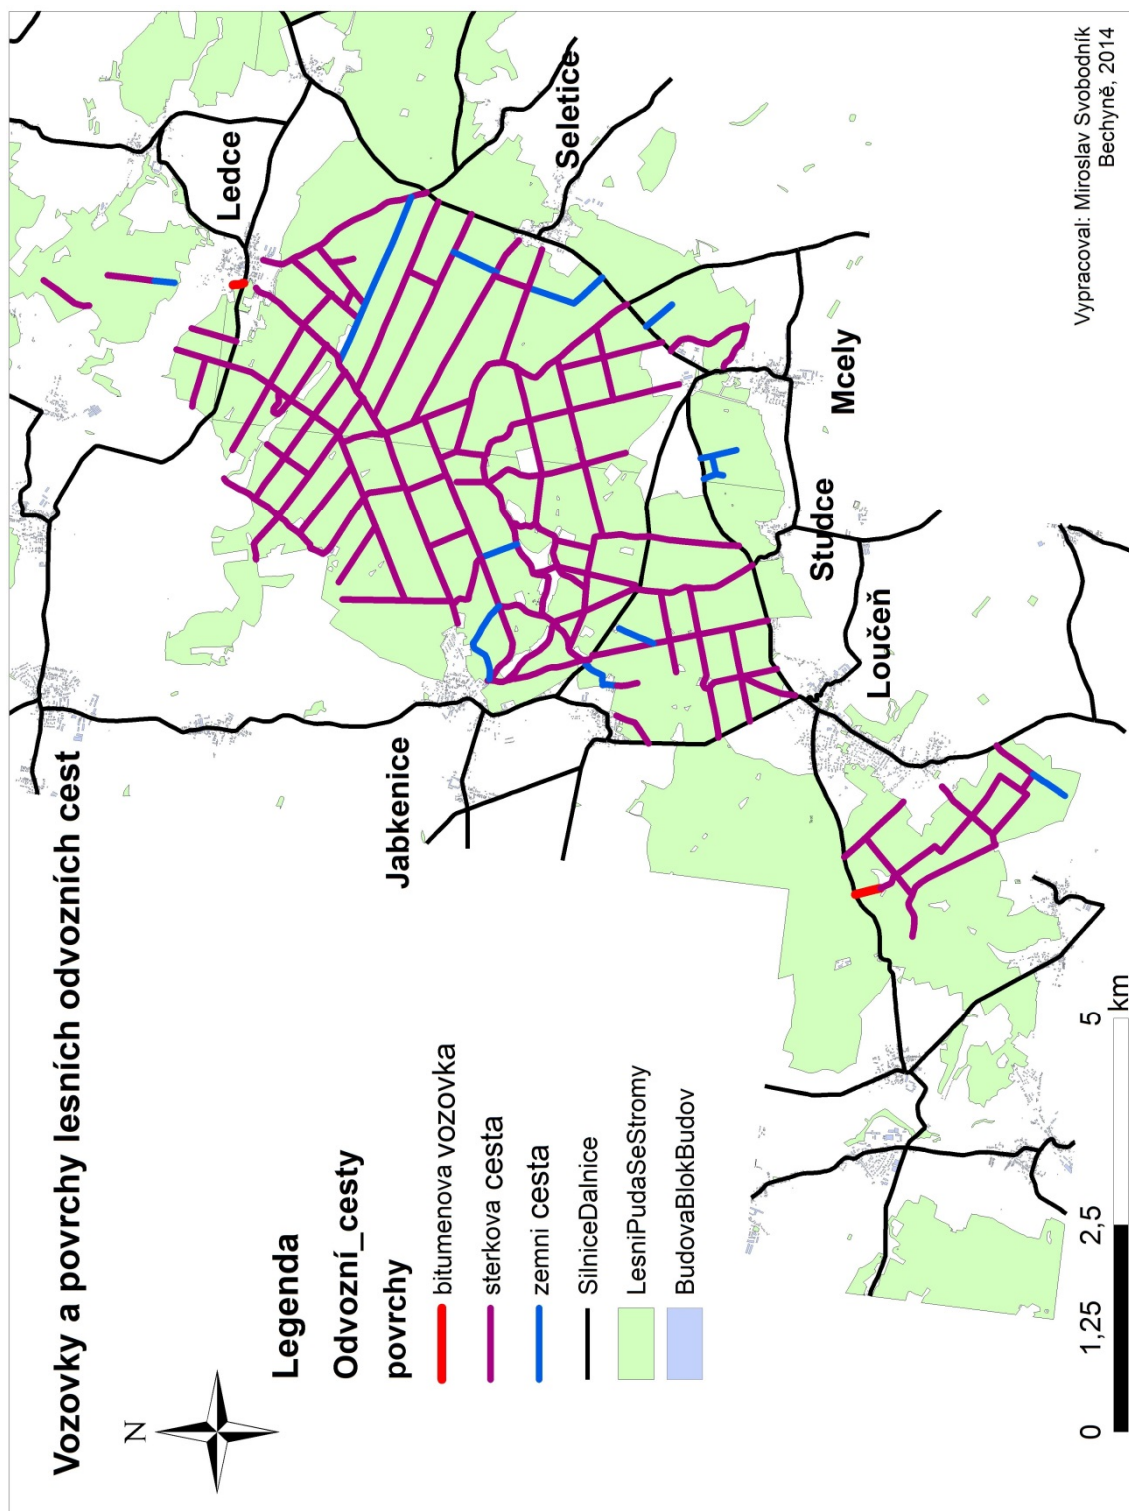 Vozovky a povrchy lesních odvozních cest
N
Legenda
Odvozní_cesty
povrchy
bitumenova vozovka
sterkova cesta
zemni cesta
SilniceDalnice
LesniPudaSeStromy
BudovaBlokBudov
0 1,25 2,5 5
km
Ledce
Seletice
Jabkenice
Mcely
Studce
Loučeň
Vypracoval: Miroslav Svobodník
Bechyně, 2014